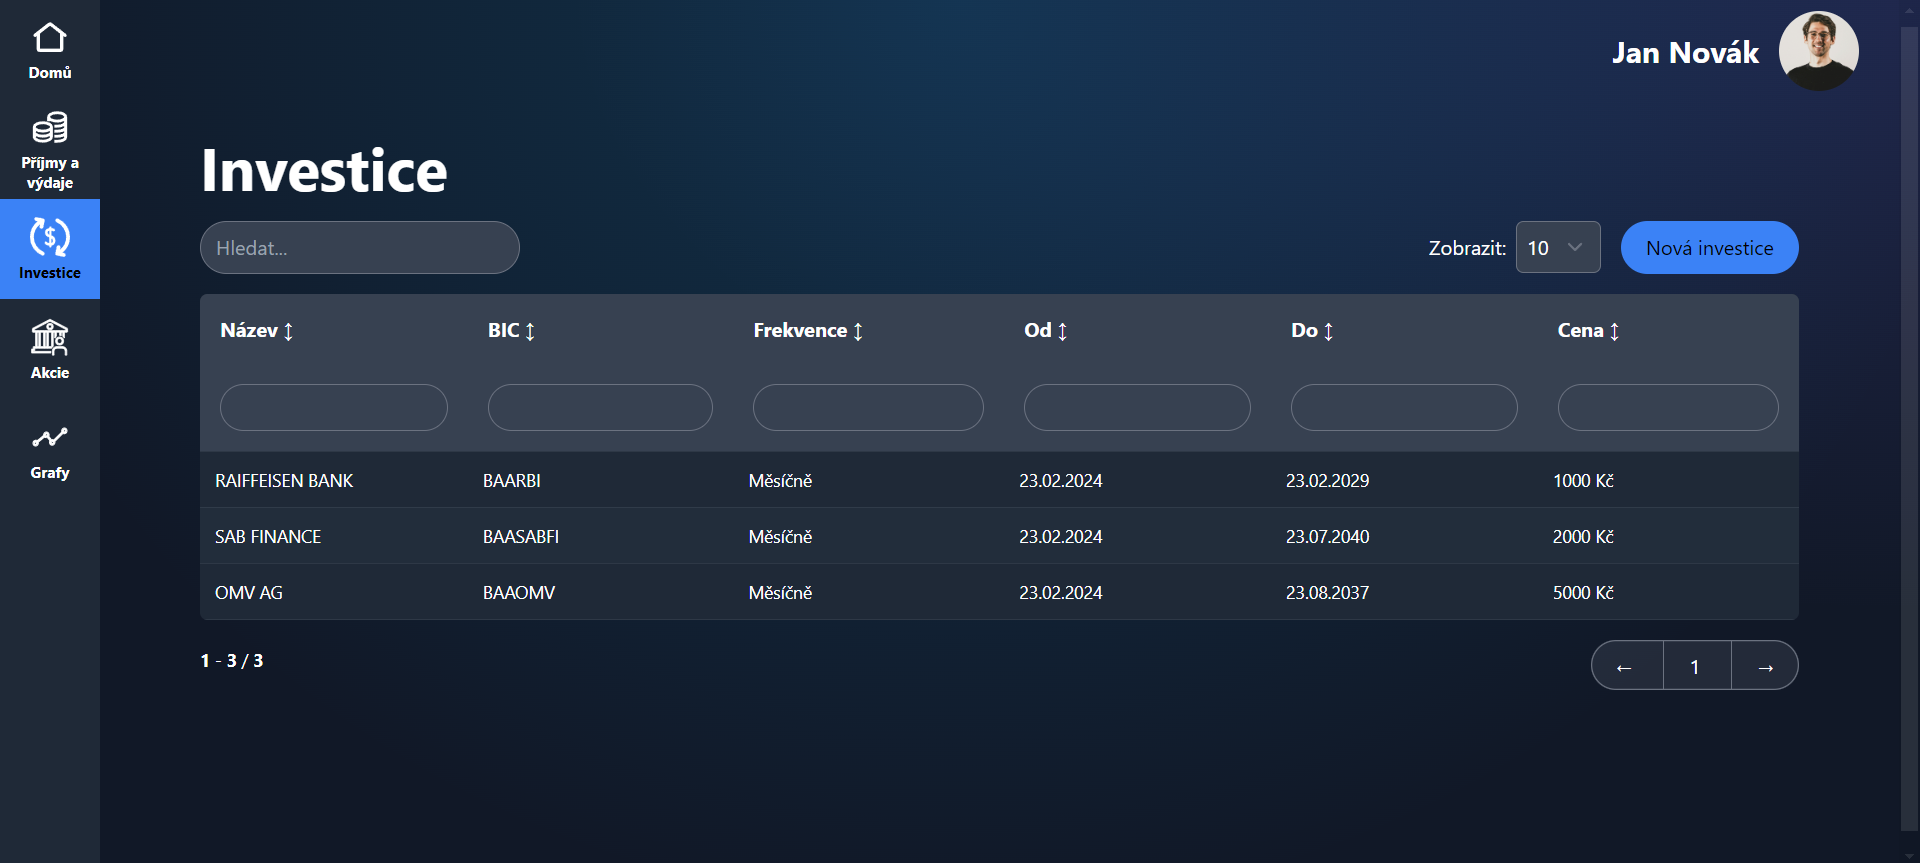 Domů
Příjmy a
výdaje
Investice
Akcie
Grafy
Jan Novák
Investice
Hledat...
Zobrazit: 10
Nová investice
Název ↕ BIC ↕ Frekvence ↕ Od ↕ Do ↕ Cena ↕
RAIFFEISEN BANK BAARBI Měsíčně 23.02.2024 23.02.2029 1000 Kč
SAB FINANCE BAASABFI Měsíčně 23.02.2024 23.07.2040 2000 Kč
OMV AG BAAOMV Měsíčně 23.02.2024 23.08.2037 5000 Kč
1 - 3 / 3
← 1 →